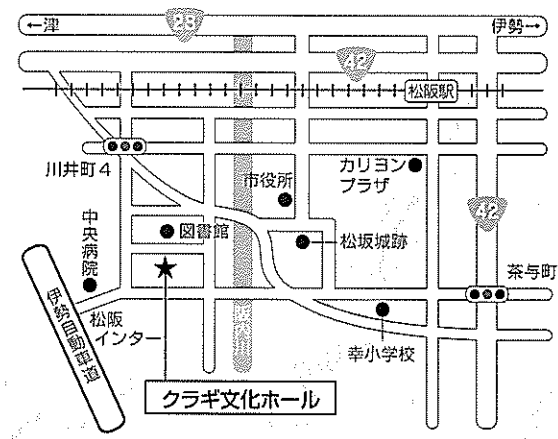 ←津
23
伊勢→
42
松阪駅
川井町4
市役所
カリヨン
プラザ
42
中央
病院
図書館
松坂城跡
茶与町
伊勢自動車道
松阪
インター
幸小学校
クラギ文化ホール